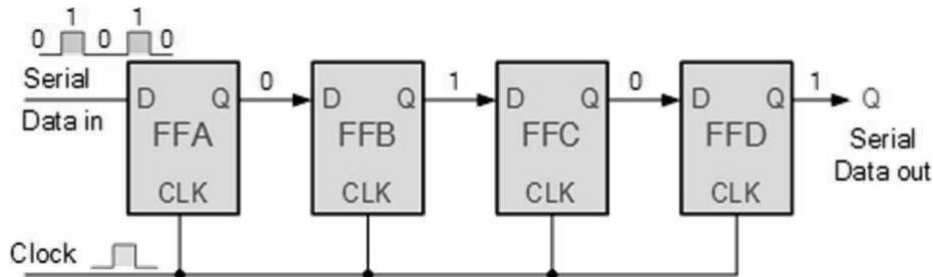 0 1 0 1 0
Serial
Data in
D Q
FFA
CLK
0
D Q
FFB
CLK
1
D Q
FFC
CLK
0
D Q
FFD
CLK
1
Q
Serial
Data out
Clock